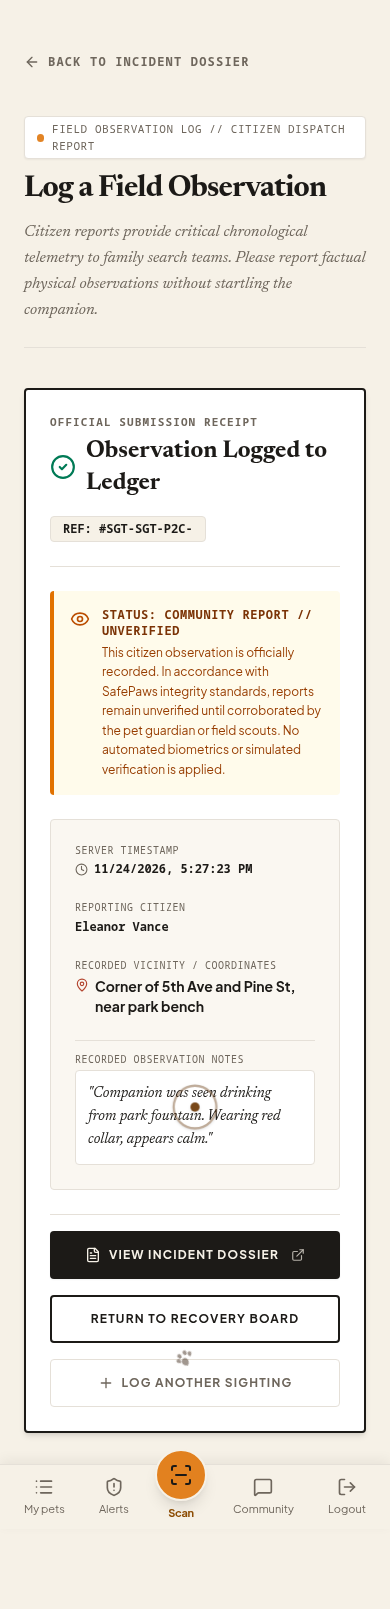 BACK TO INCIDENT DOSSIER
FIELD OBSERVATION LOG // CITIZEN DISPATCH
REPORT
Log a Field Observation
Citizen reports provide critical chronological
telemetry to family search teams. Please report factual
physical observations without startling the
companion.
OFFICIAL SUBMISSION RECEIPT
Observation Logged to
Ledger
REF: #SGT-SGT-P2C-
STATUS: COMMUNITY REPORT //
UNVERIFIED
This citizen observation is officially
recorded. In accordance with
SafePaws integrity standards, reports
remain unverified until corroborated by
the pet guardian or field scouts. No
automated biometrics or simulated
verification is applied.
SERVER TIMESTAMP
11/24/2026, 5:27:23 PM
REPORTING CITIZEN
Eleanor Vance
RECORDED VICINITY / COORDINATES
Corner of 5th Ave and Pine St,
near park bench
RECORDED OBSERVATION NOTES
"Companion was seen drinking
from park fountain. Wearing red
collar, appears calm."
VIEW INCIDENT DOSSIER
RETURN TO RECOVERY BOARD
LOG ANOTHER SIGHTING
My pets
Alerts
Scan
Community
Logout